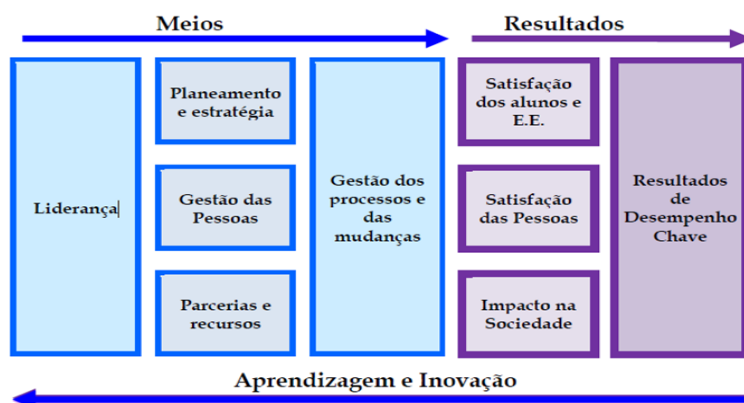 Meios
Resultados
Liderança
Planeamento
e estratégia
Gestão das
Pessoas
Parcerias e
recursos
Gestão dos
processos e
das
mudanças
Satisfação
dos alunos e
E.E.
Satisfação
das Pessoas
Impacto na
Sociedade
Resultados
de
Desempenho
Chave
Aprendizagem e Inovação